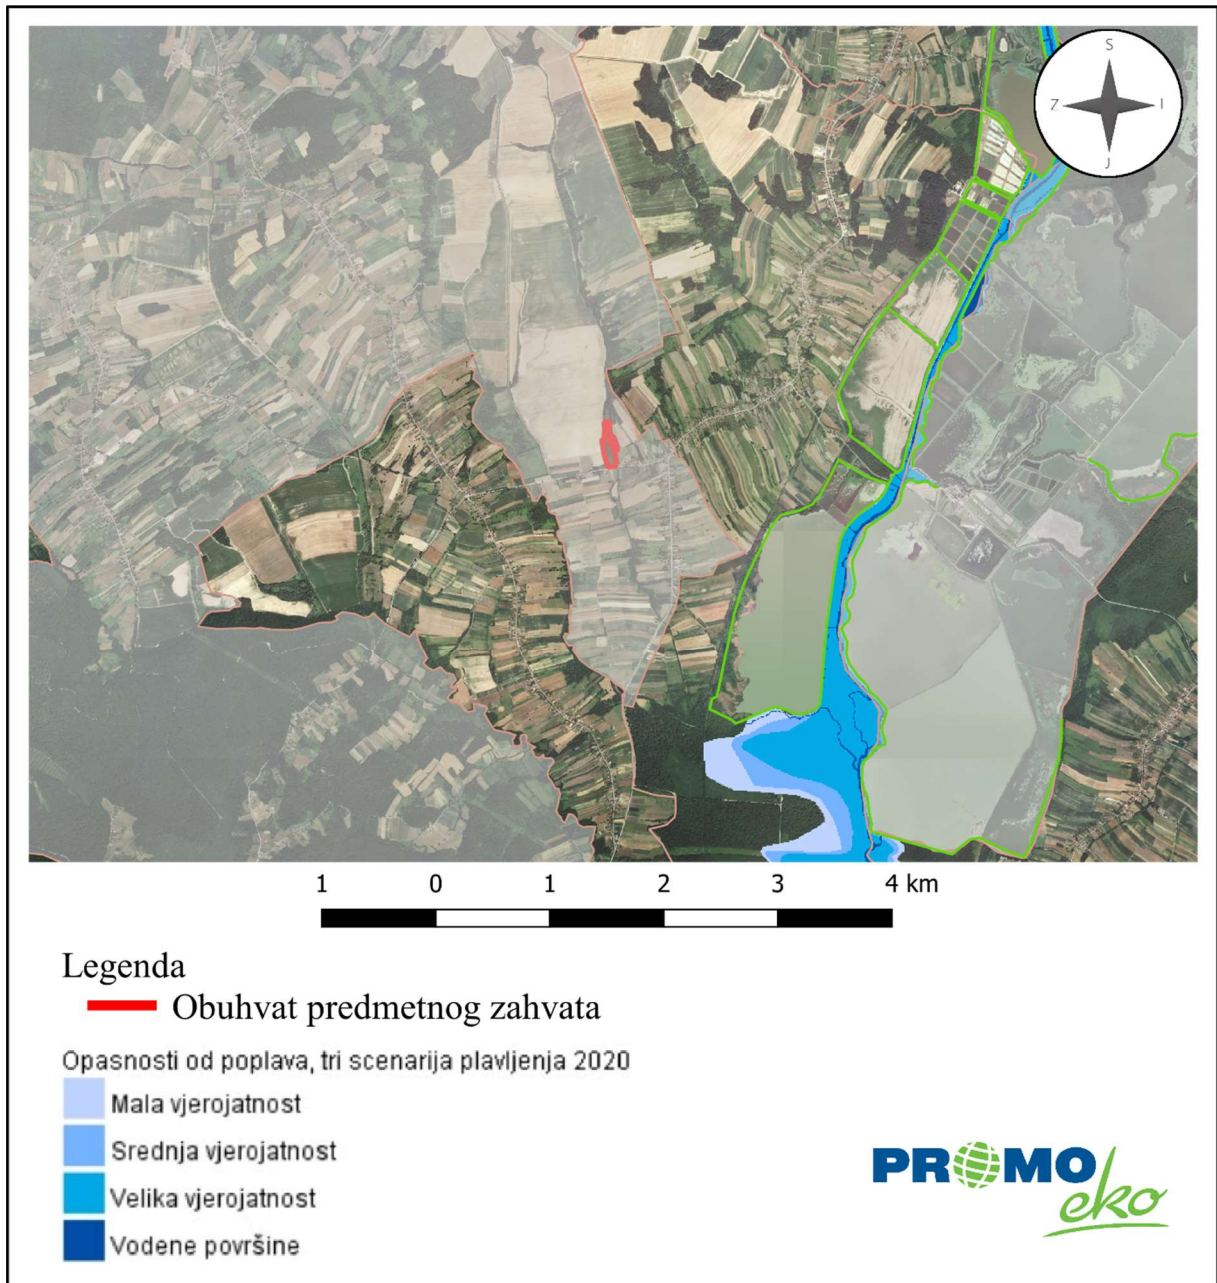 S
Z I
J
1 0 1 2 3 4 km
Legenda
Obuhvat predmetnog zahvata
Opasnosti od poplava, tri scenarija plavljenja 2020
Mala vjerojatnost
Srednja vjerojatnost
Velika vjerojatnost
Vodene površine
PROMO
eko